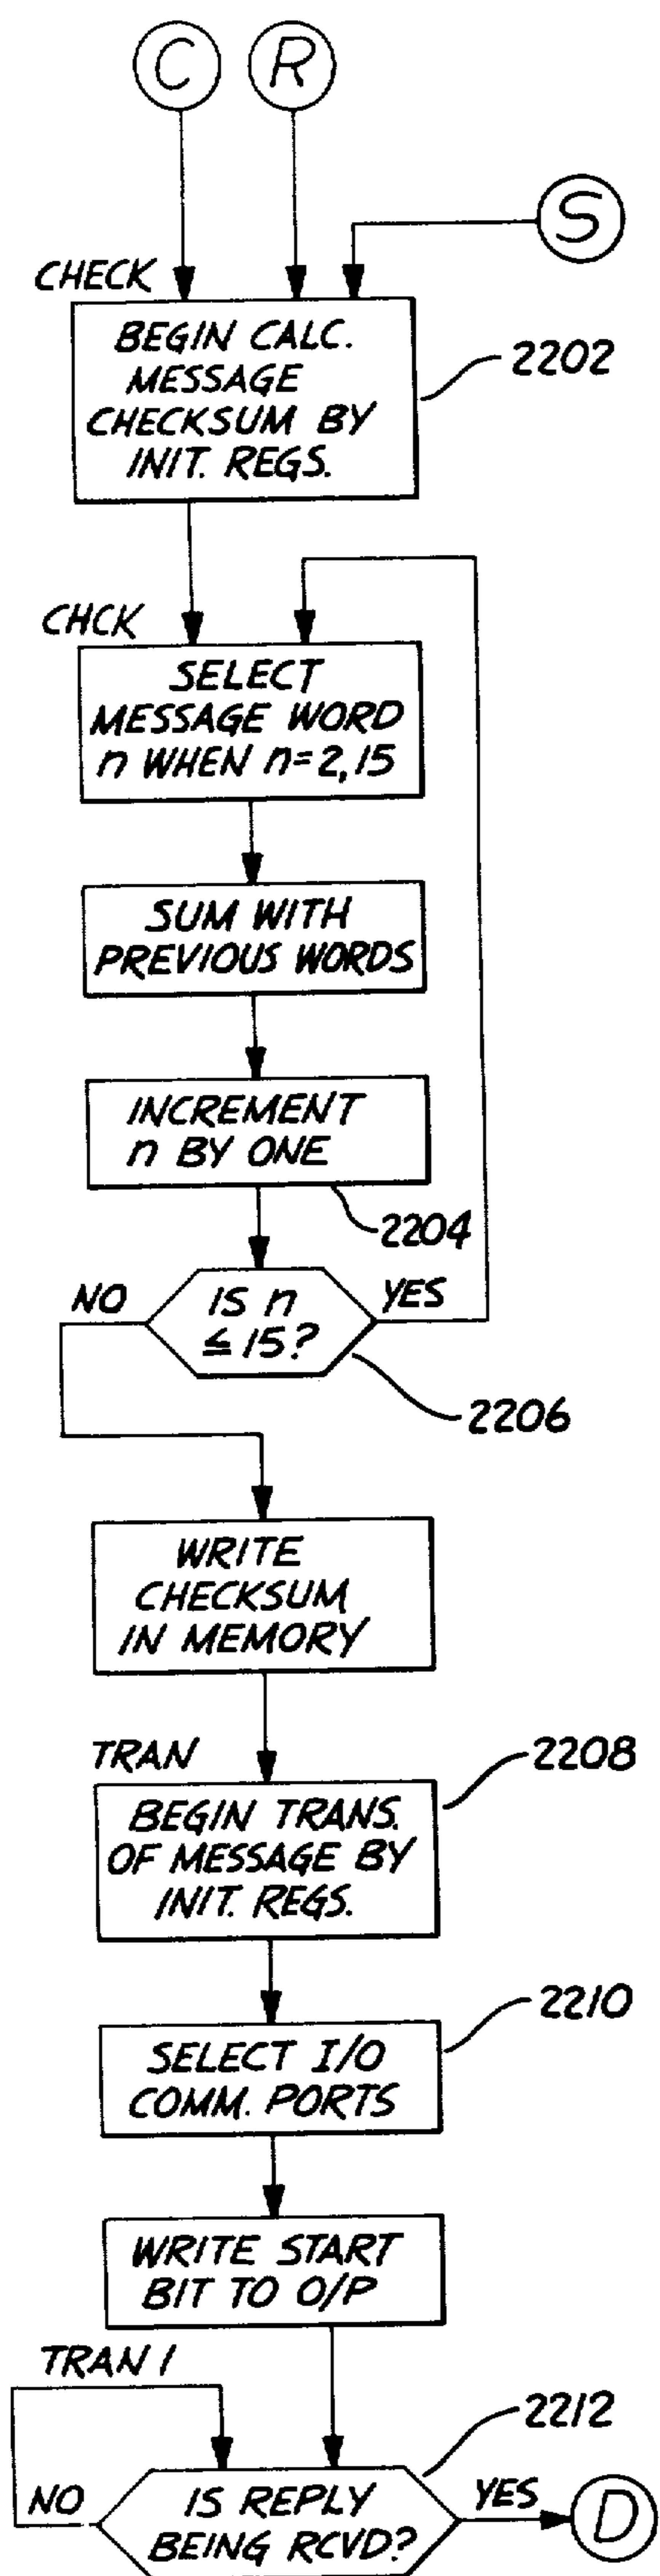 C R
S
CHECK
BEGIN CALC.
MESSAGE
CHECKSUM BY
INIT. REGS.
2202
CHCK
SELECT
MESSAGE WORD
n WHEN n=2,15
SUM WITH
PREVIOUS WORDS
INCREMENT
n BY ONE
2204
NO
IS n
≤ 15?
YES
2206
WRITE
CHECKSUM
IN MEMORY
TRAN
2208
BEGIN TRANS.
OF MESSAGE BY
INIT. REGS.
2210
SELECT I/O
COMM. PORTS
WRITE START
BIT TO O/P
TRAN 1
2212
NO
IS REPLY
BEING RCVD?
YES
D